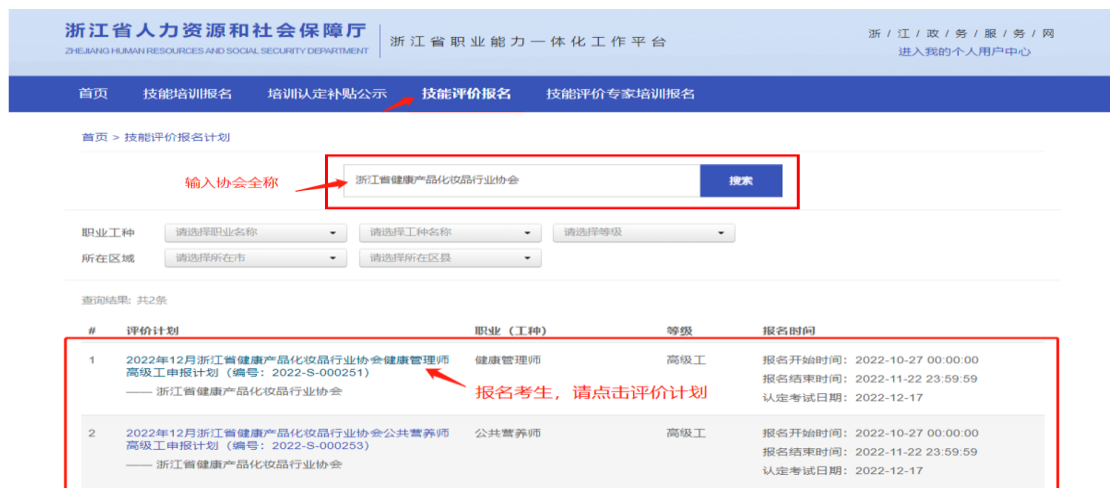 浙江省人力资源和社会保障厅
ZHEJIANG HUMAN RESOURCES AND SOCIAL SECURITY DEPARTMENT
浙江省职业能力一体化工作平台
浙 / 江 / 政 / 务 / 服 / 务 / 网
进入我的个人用户中心
首页 技能培训报名 培训认定补贴公示 技能评价报名 技能评价专家培训报名
首页 > 技能评价报名计划
输入协会全称 浙江省健康产品化妆品行业协会 搜索
职业工种 请选择职业名称 请选择工种名称 请选择等级
所在区域 请选择所在市 请选择所在区县
查询结果: 共2条
# 评价计划 职业（工种） 等级 报名时间
1 2022年12月浙江省健康产品化妆品行业协会健康管理师 健康管理师 高级工 报名开始时间：2022-10-27 00:00:00
高级工申报计划（编号：2022-S-000251）
报名结束时间：2022-11-22 23:59:59
—— 浙江省健康产品化妆品行业协会 报名考生，请点击评价计划 认定考试日期：2022-12-17
2 2022年12月浙江省健康产品化妆品行业协会公共营养师 公共营养师 高级工 报名开始时间：2022-10-27 00:00:00
高级工申报计划（编号：2022-S-000253）
报名结束时间：2022-11-22 23:59:59
—— 浙江省健康产品化妆品行业协会 认定考试日期：2022-12-17